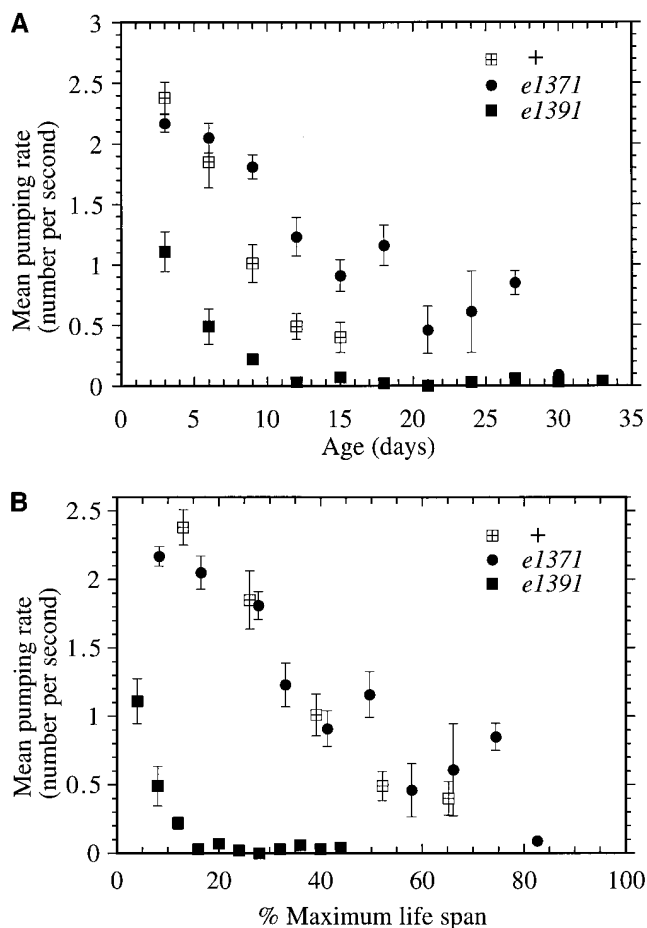 A
3
2.5
2
1.5
1
0.5
0
Mean pumping rate
(number per second)
+
e1371
e1391
0 5 10 15 20 25 30 35
Age (days)
B
2.5
2
1.5
1
0.5
0
Mean pumping rate
(number per second)
+
e1371
e1391
0 20 40 60 80 100
% Maximum life span